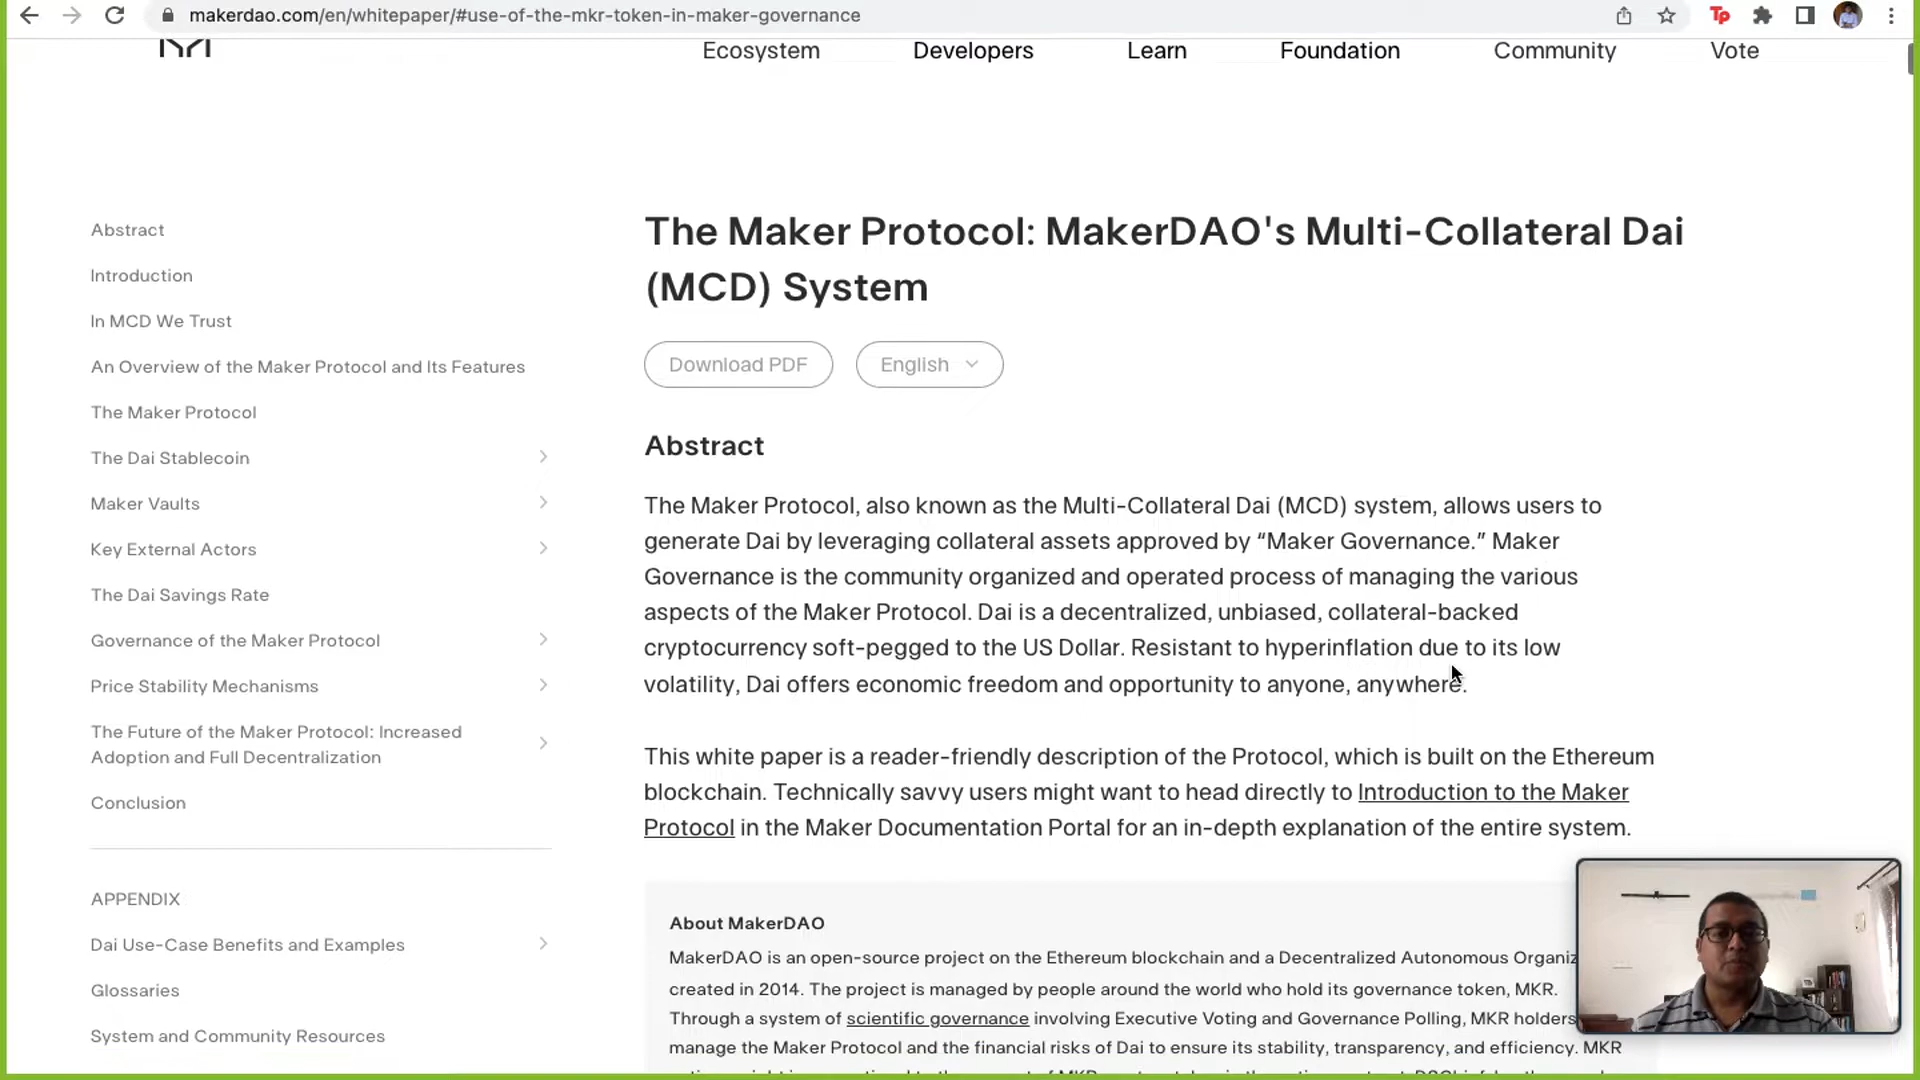 makerdao.com/en/whitepaper/#use-of-the-mkr-token-in-maker-governance
Ecosystem Developers Learn Foundation Community Vote
Abstract
Introduction
In MCD We Trust
An Overview of the Maker Protocol and Its Features
The Maker Protocol
The Dai Stablecoin
Maker Vaults
Key External Actors
The Dai Savings Rate
Governance of the Maker Protocol
Price Stability Mechanisms
The Future of the Maker Protocol: Increased
Adoption and Full Decentralization
Conclusion
APPENDIX
Dai Use-Case Benefits and Examples
Glossaries
System and Community Resources
The Maker Protocol: MakerDAO's Multi-Collateral Dai
(MCD) System
Download PDF English
Abstract
The Maker Protocol, also known as the Multi-Collateral Dai (MCD) system, allows users to
generate Dai by leveraging collateral assets approved by “Maker Governance.” Maker
Governance is the community organized and operated process of managing the various
aspects of the Maker Protocol. Dai is a decentralized, unbiased, collateral-backed
cryptocurrency soft-pegged to the US Dollar. Resistant to hyperinflation due to its low
volatility, Dai offers economic freedom and opportunity to anyone, anywhere.
This white paper is a reader-friendly description of the Protocol, which is built on the Ethereum
blockchain. Technically savvy users might want to head directly to Introduction to the Maker
Protocol in the Maker Documentation Portal for an in-depth explanation of the entire system.
About MakerDAO
MakerDAO is an open-source project on the Ethereum blockchain and a Decentralized Autonomous Organiz
created in 2014. The project is managed by people around the world who hold its governance token, MKR.
Through a system of scientific governance involving Executive Voting and Governance Polling, MKR holders
manage the Maker Protocol and the financial risks of Dai to ensure its stability, transparency, and efficiency. MKR